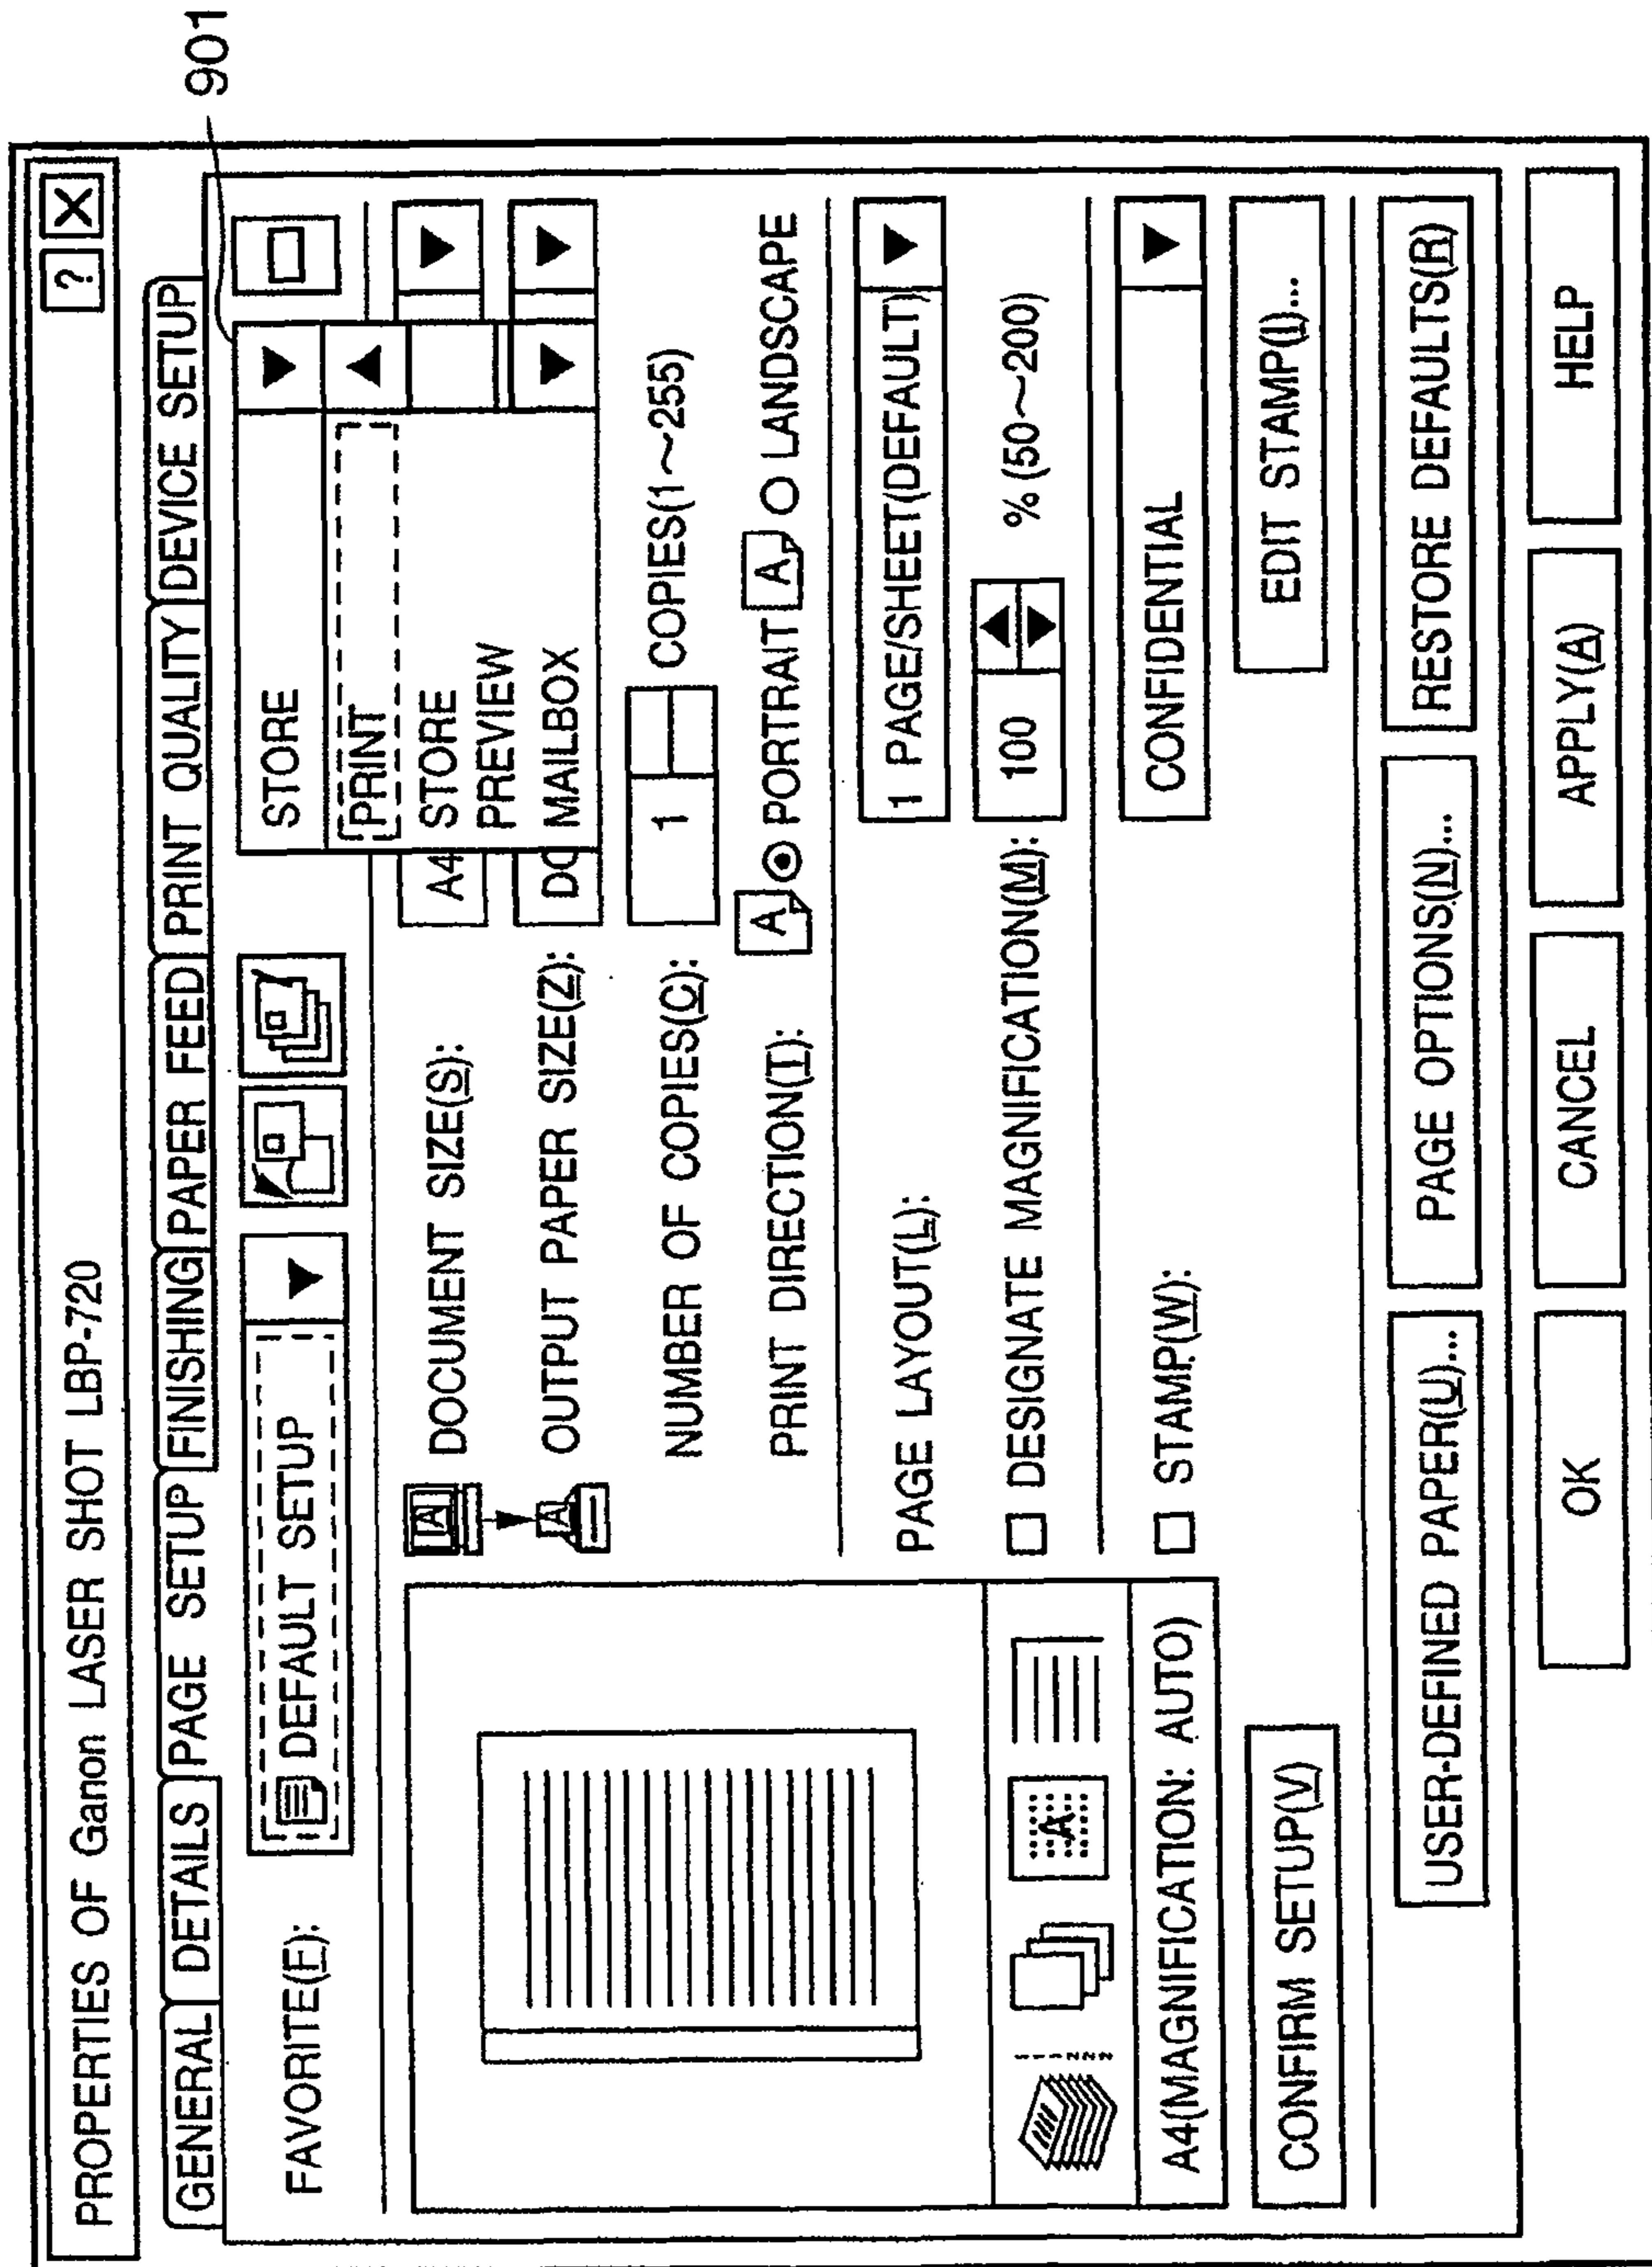 PROPERTIES OF Ganon LASER SHOT LBP-720
? X
GENERAL DETAILS PAGE SETUP FINISHING PAPER FEED PRINT QUALITY DEVICE SETUP
901
FAVORITE(F): DEFAULT SETUP
STORE
PRINT
STORE
PREVIEW
MAILBOX
DOCUMENT SIZE(S): A4
OUTPUT PAPER SIZE(Z):
NUMBER OF COPIES(C): 1 COPIES(1~255)
PRINT DIRECTION(T): A PORTRAIT A LANDSCAPE
PAGE LAYOUT(L): 1 PAGE/SHEET(DEFAULT)
DESIGNATE MAGNIFICATION(M): 100 % (50~200)
A4(MAGNIFICATION: AUTO)
STAMP(W): CONFIDENTIAL
CONFIRM SETUP(V)
EDIT STAMP(I)...
USER-DEFINED PAPER(U)... PAGE OPTIONS(N)... RESTORE DEFAULTS(R)
OK CANCEL APPLY(A) HELP